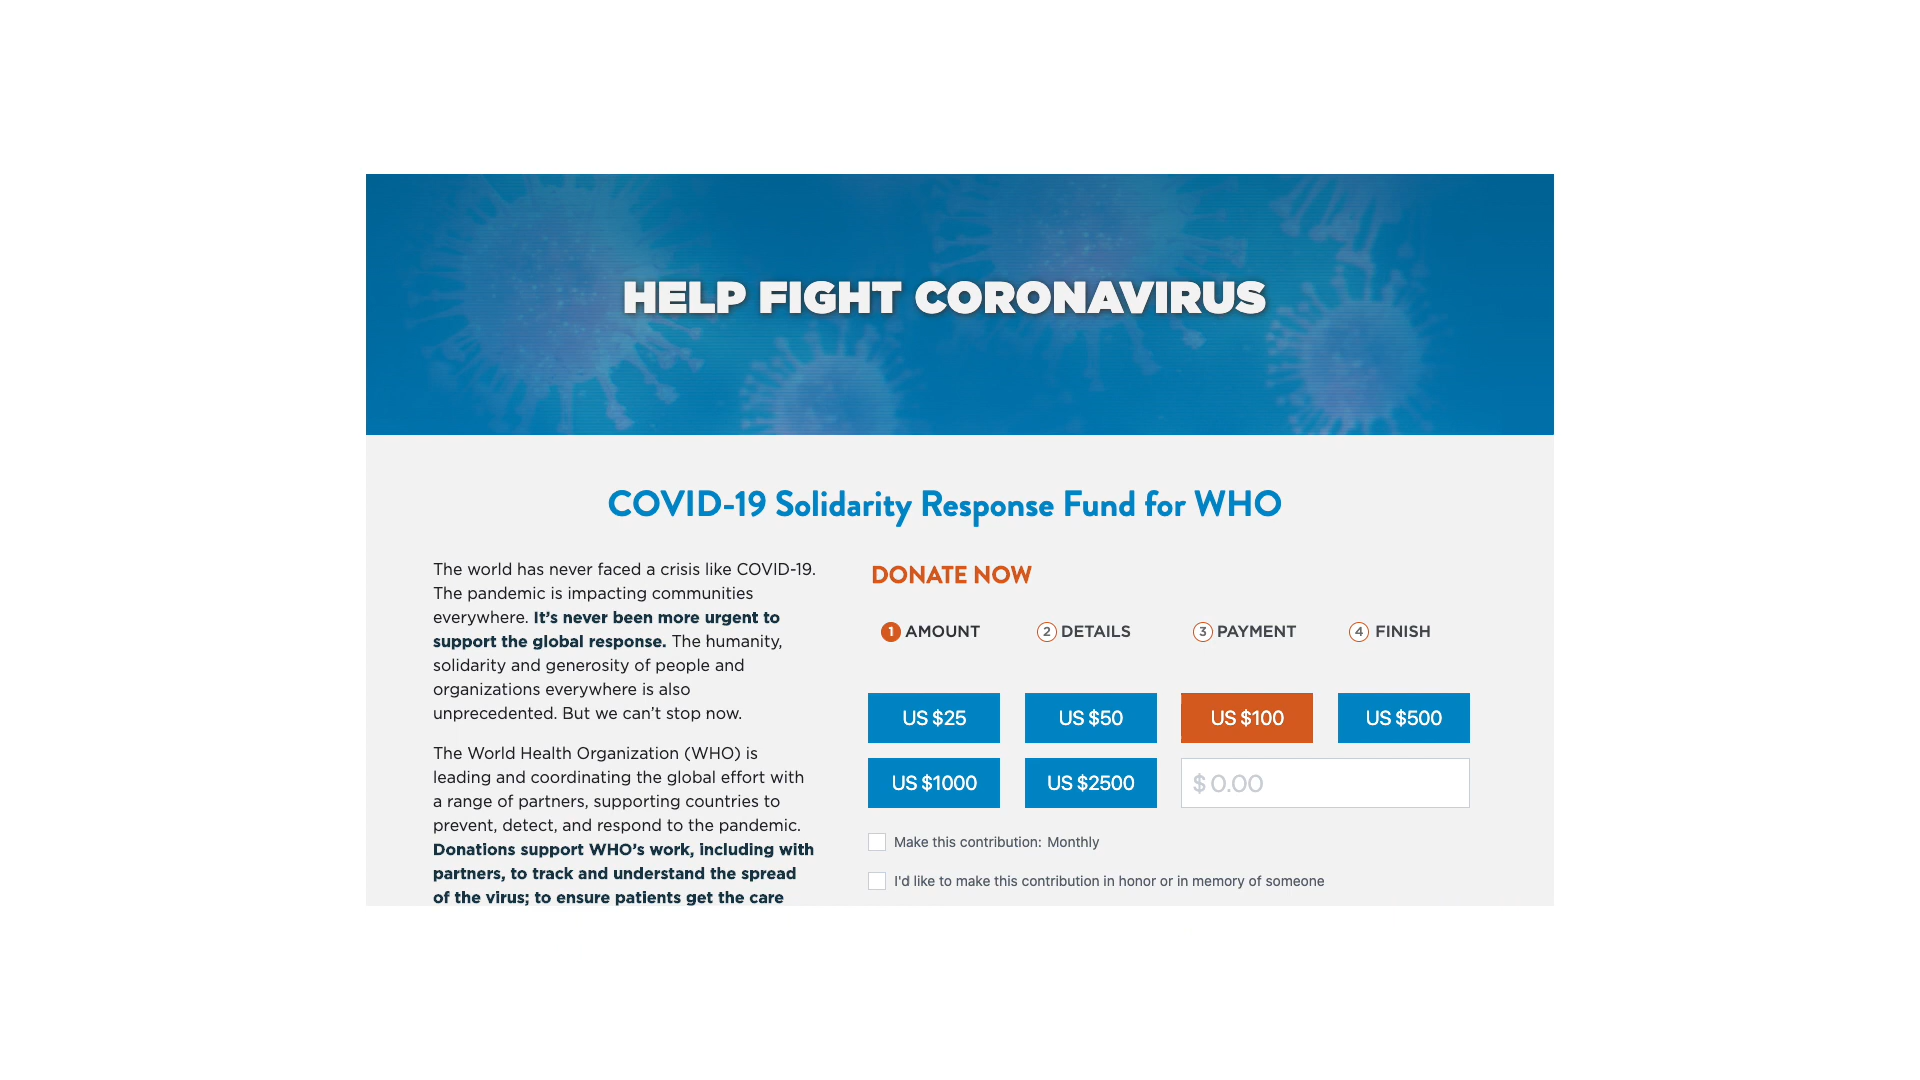 HELP FIGHT CORONAVIRUS
COVID-19 Solidarity Response Fund for WHO
The world has never faced a crisis like COVID-19.
The pandemic is impacting communities
everywhere. It’s never been more urgent to
support the global response. The humanity,
solidarity and generosity of people and
organizations everywhere is also
unprecedented. But we can’t stop now.
The World Health Organization (WHO) is
leading and coordinating the global effort with
a range of partners, supporting countries to
prevent, detect, and respond to the pandemic.
Donations support WHO’s work, including with
partners, to track and understand the spread
of the virus; to ensure patients get the care
DONATE NOW
1 AMOUNT 2 DETAILS 3 PAYMENT 4 FINISH
US $25 US $50 US $100 US $500
US $1000 US $2500 $ 0.00
Make this contribution: Monthly
I'd like to make this contribution in honor or in memory of someone